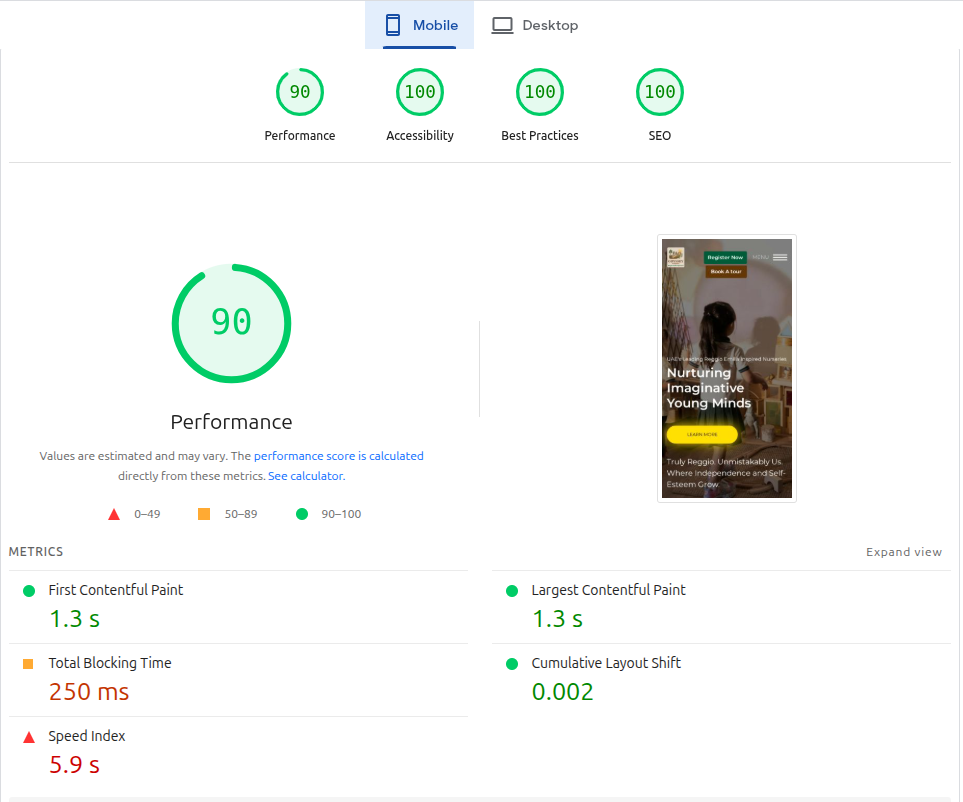 Mobile
Desktop
90
100
100
100
Performance
Accessibility
Best Practices
SEO
90
Performance
Values are estimated and may vary. The performance score is calculated
directly from these metrics. See calculator.
0–49
50–89
90–100
Register Now
MENU
Book A tour
UAE's Leading Reggio Emilia Inspired Nurseries
Nurturing
Imaginative
Young Minds
LEARN MORE
Truly Reggio. Unmistakably Us.
Where Independence and Self-
Esteem Grow.
METRICS
Expand view
First Contentful Paint
1.3 s
Largest Contentful Paint
1.3 s
Total Blocking Time
250 ms
Cumulative Layout Shift
0.002
Speed Index
5.9 s